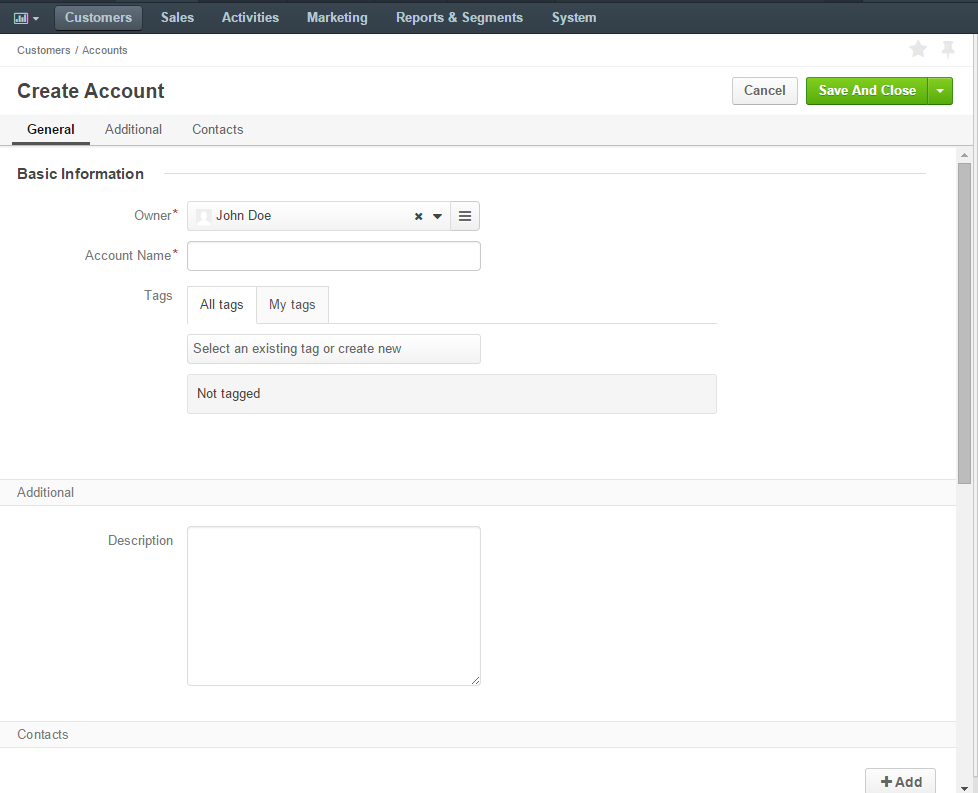 Customers Sales Activities Marketing Reports & Segments System
Customers / Accounts
Create Account Cancel Save And Close
General Additional Contacts
Basic Information
Owner* John Doe
Account Name*
Tags All tags My tags
Select an existing tag or create new
Not tagged
Additional
Description
Contacts
+ Add